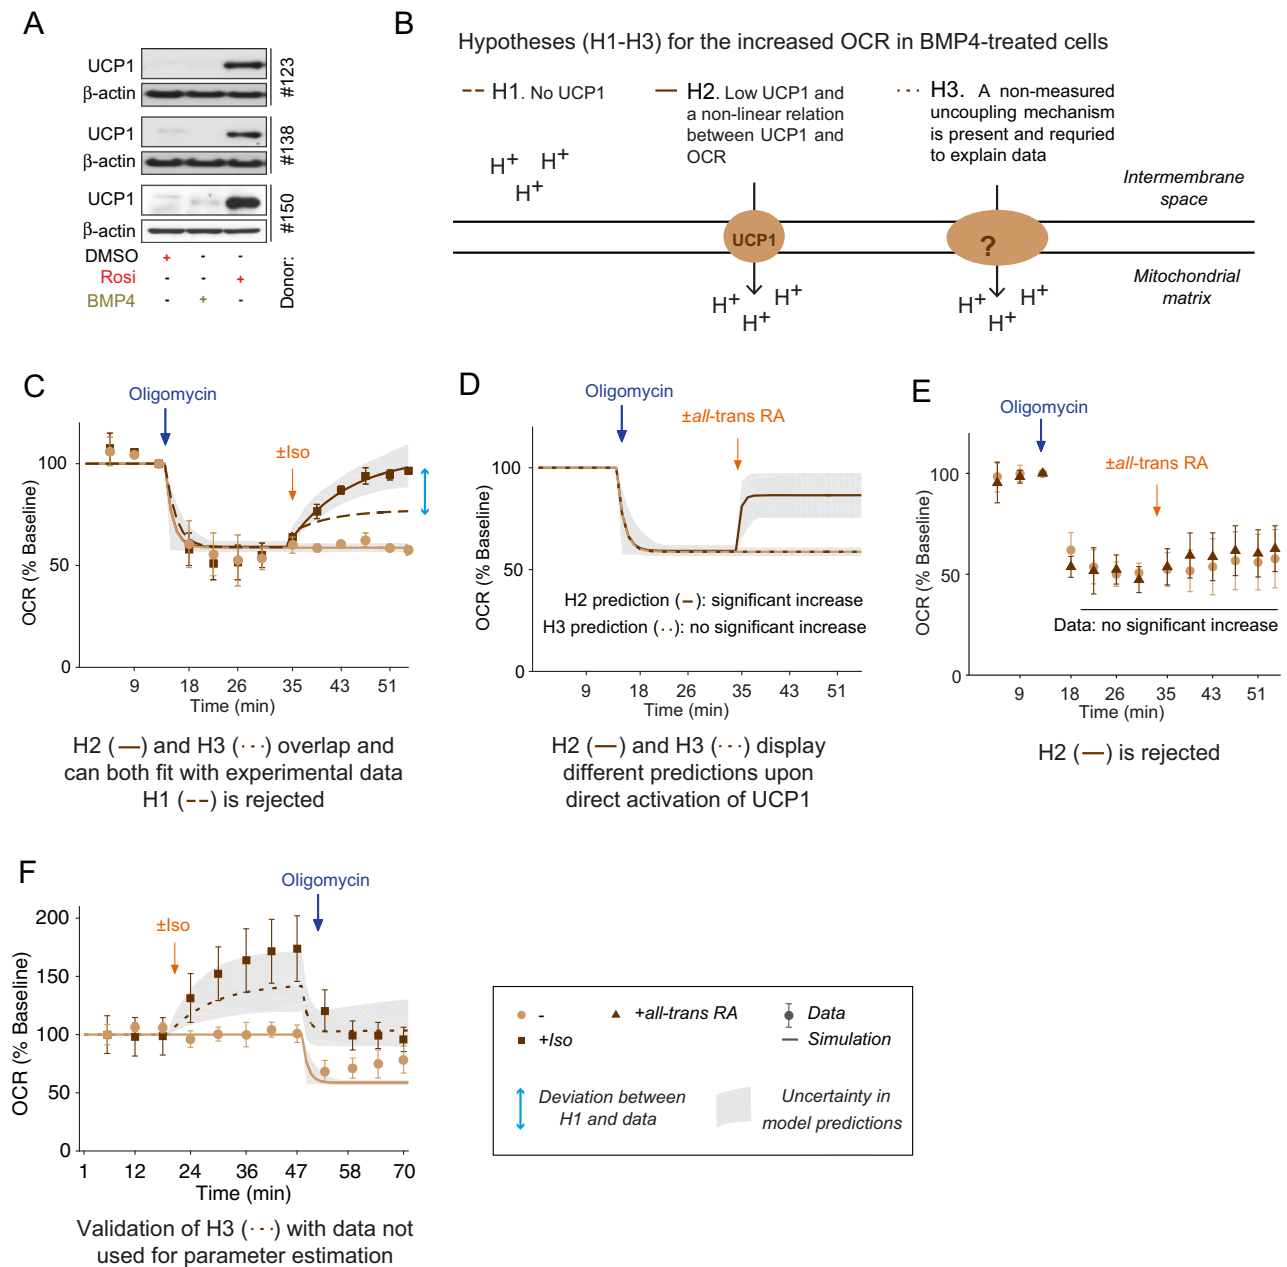 A
UCP1
β-actin
#123
UCP1
β-actin
#138
UCP1
β-actin
#150
DMSO + - -
Rosi - - +
BMP4 - + -
Donor:
B
Hypotheses (H1-H3) for the increased OCR in BMP4-treated cells
H1. No UCP1
H2. Low UCP1 and
a non-linear relation
between UCP1 and
OCR
H3. A non-measured
uncoupling mechanism
is present and requried
to explain data
H+ H+
H+
Intermembrane
space
UCP1
?
Mitochondrial
matrix
H+ H+
H+
H+ H+
H+
C
Oligomycin
±Iso
OCR (% Baseline)
100
50
0
9 18 26 35 43 51
Time (min)
H2 (—) and H3 (···) overlap and
can both fit with experimental data
H1 (--) is rejected
D
Oligomycin
±all-trans RA
OCR (% Baseline)
100
50
0
H2 prediction (–): significant increase
H3 prediction (··): no significant increase
9 18 26 35 43 51
Time (min)
H2 (—) and H3 (···) display
different predictions upon
direct activation of UCP1
E
Oligomycin
±all-trans RA
OCR (% Baseline)
100
50
0
Data: no significant increase
9 18 26 35 43 51
Time (min)
H2 (—) is rejected
F
Oligomycin
±Iso
OCR (% Baseline)
200
150
100
50
0
1 12 24 36 47 58 70
Time (min)
Validation of H3 (···) with data not
used for parameter estimation
-
+Iso
+all-trans RA
Data
Simulation
Deviation between
H1 and data
Uncertainty in
model predictions